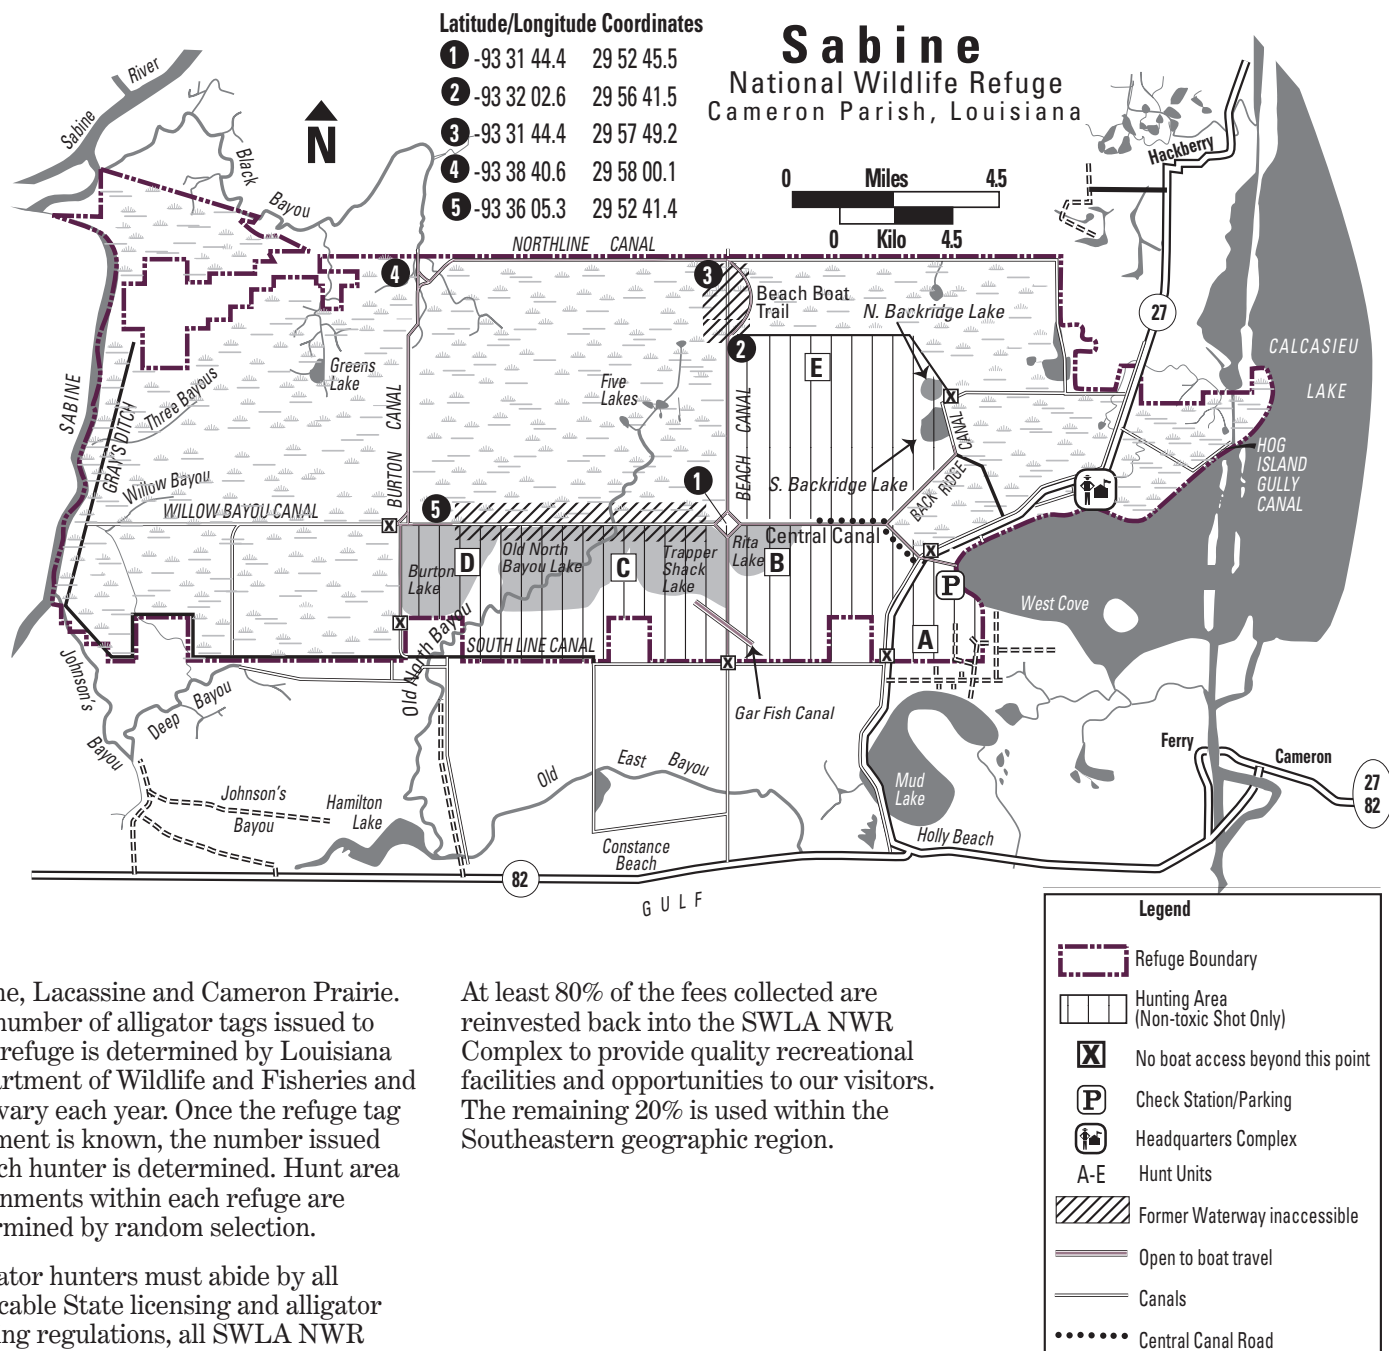 Latitude/Longitude Coordinates
1 -93 31 44.4 29 52 45.5
2 -93 32 02.6 29 56 41.5
3 -93 31 44.4 29 57 49.2
4 -93 38 40.6 29 58 00.1
5 -93 36 05.3 29 52 41.4
Sabine
National Wildlife Refuge
Cameron Parish, Louisiana
0 Miles 4.5
0 Kilo 4.5
N
Sabine River
Black Bayou
NORTHLINE CANAL
Hackberry
27
4
3
2
Beach Boat
Trail
N. Backridge Lake
E
CALCASIEU
LAKE
SABINE
GRAY'S DITCH
Three Bayous
Greens
Lake
BURTON CANAL
Five
Lakes
BEACH CANAL
X
CANAL
BACK RIDGE
S. Backridge Lake
HOG
ISLAND
GULLY
CANAL
Willow Bayou
WILLOW BAYOU CANAL
X
5
1
Central Canal
X
D
Old North
Bayou Lake
C
Trapper
Shack
Lake
Rita
Lake
B
Burton
Lake
P
West Cove
X
Old North Bayou
SOUTH LINE CANAL
A
X
X
Johnson's
Bayou
Deep Bayou
Gar Fish Canal
Ferry
Cameron
27
82
Old East Bayou
Mud
Lake
Johnson's
Bayou
Hamilton
Lake
Constance
Beach
Holly Beach
82
GULF
Legend
Refuge Boundary
Hunting Area
(Non-toxic Shot Only)
X No boat access beyond this point
P Check Station/Parking
Headquarters Complex
A-E Hunt Units
Former Waterway inaccessible
Open to boat travel
Canals
Central Canal Road
ne, Lacassine and Cameron Prairie.
number of alligator tags issued to
refuge is determined by Louisiana
artment of Wildlife and Fisheries and
vary each year. Once the refuge tag
ment is known, the number issued
ch hunter is determined. Hunt area
nments within each refuge are
rmined by random selection.
ator hunters must abide by all
cable State licensing and alligator
ing regulations, all SWLA NWR
At least 80% of the fees collected are
reinvested back into the SWLA NWR
Complex to provide quality recreational
facilities and opportunities to our visitors.
The remaining 20% is used within the
Southeastern geographic region.